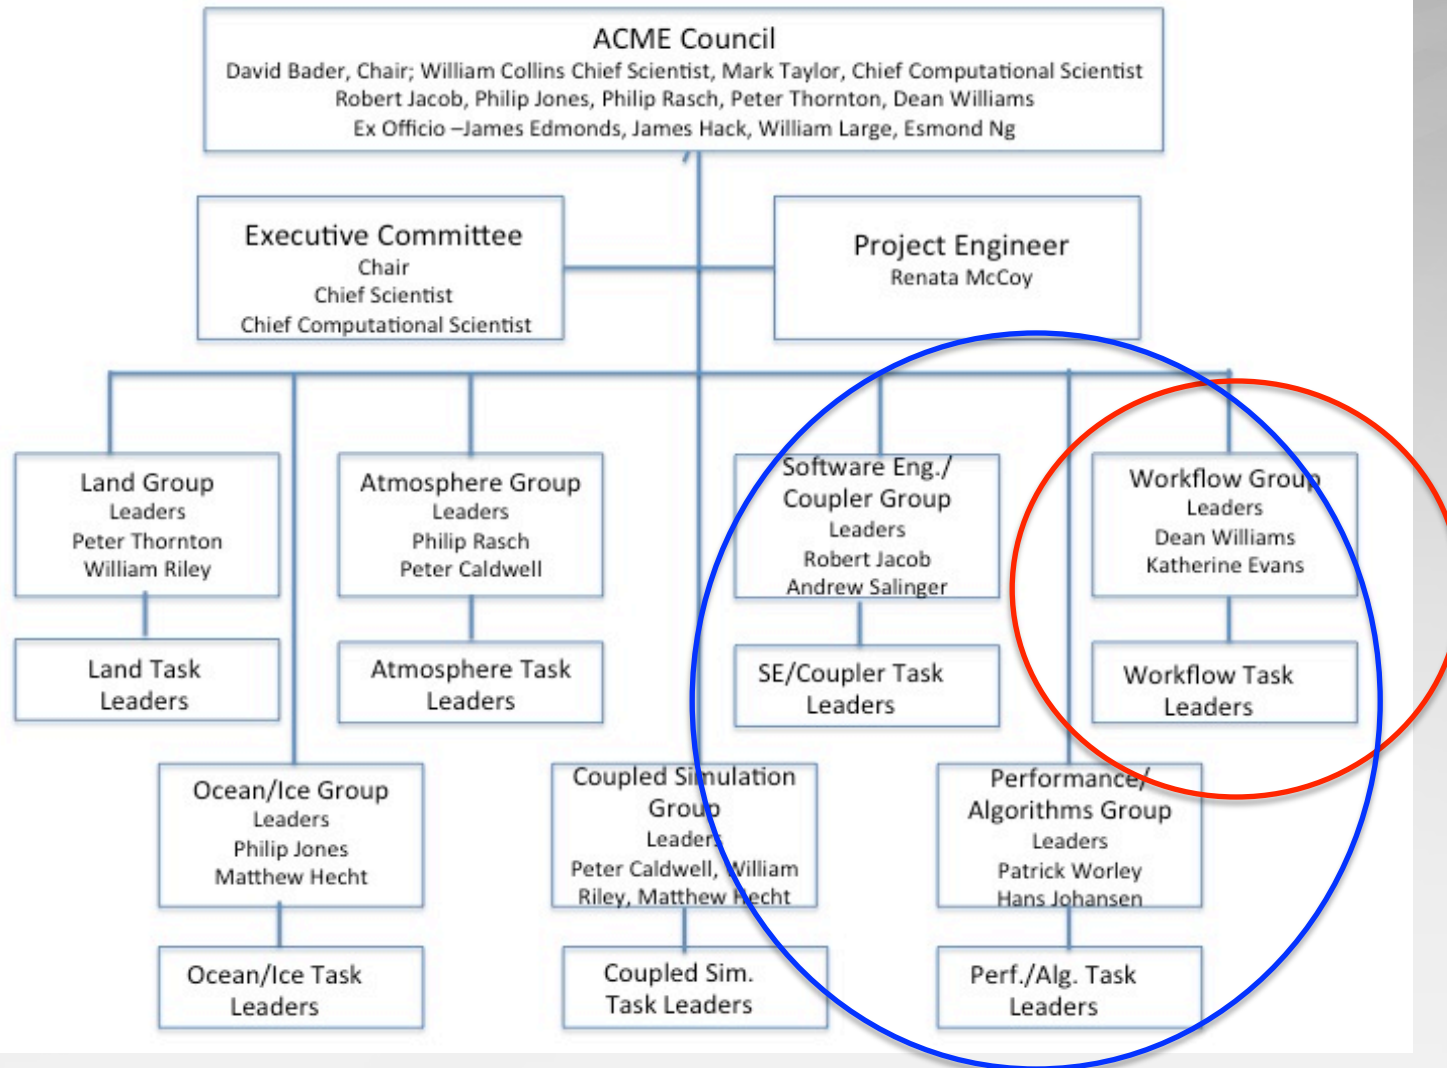 ACME Council
David Bader, Chair; William Collins Chief Scientist, Mark Taylor, Chief Computational Scientist
Robert Jacob, Philip Jones, Philip Rasch, Peter Thornton, Dean Williams
Ex Officio –James Edmonds, James Hack, William Large, Esmond Ng
Executive Committee
Chair
Chief Scientist
Chief Computational Scientist
Project Engineer
Renata McCoy
Land Group
Leaders
Peter Thornton
William Riley
Atmosphere Group
Leaders
Philip Rasch
Peter Caldwell
Software Eng./
Coupler Group
Leaders
Robert Jacob
Andrew Salinger
Workflow Group
Leaders
Dean Williams
Katherine Evans
Land Task
Leaders
Atmosphere Task
Leaders
SE/Coupler Task
Leaders
Workflow Task
Leaders
Ocean/Ice Group
Leaders
Philip Jones
Matthew Hecht
Coupled Simulation
Group
Leaders
Peter Caldwell, William
Riley, Matthew Hecht
Performance/
Algorithms Group
Leaders
Patrick Worley
Hans Johansen
Ocean/Ice Task
Leaders
Coupled Sim.
Task Leaders
Perf./Alg. Task
Leaders